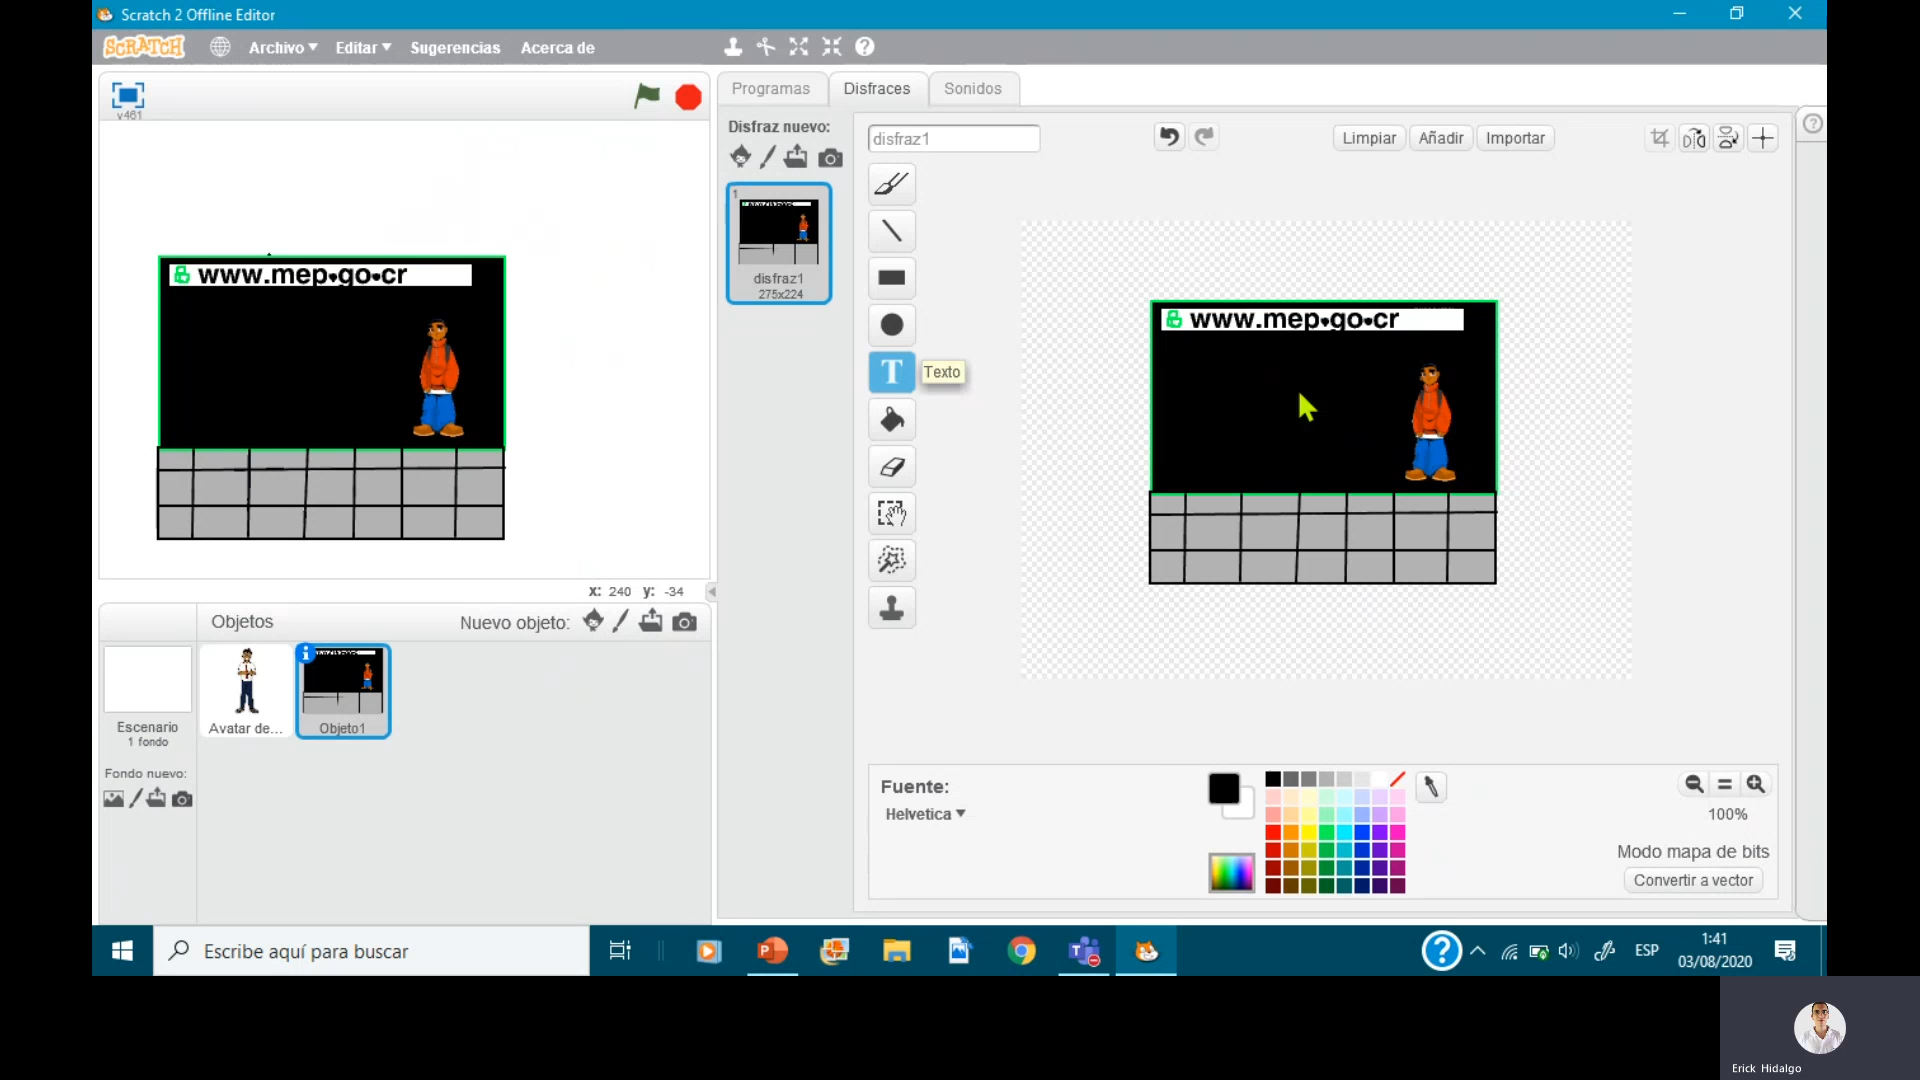 Scratch 2 Offline Editor
SCRATCH Archivo Editar Sugerencias Acerca de
v461
Programas Disfraces Sonidos
Disfraz nuevo:
disfraz1
Limpiar Añadir Importar
1
disfraz1
275x224
www.mep.go.cr
www.mep.go.cr
T Texto
x: 240 y: -34
Objetos Nuevo objeto:
Escenario
1 fondo
Avatar de...
Objeto1
Fondo nuevo:
Fuente:
Helvetica
100%
Modo mapa de bits
Convertir a vector
Escribe aquí para buscar
ESP
1:41
03/08/2020
Erick Hidalgo